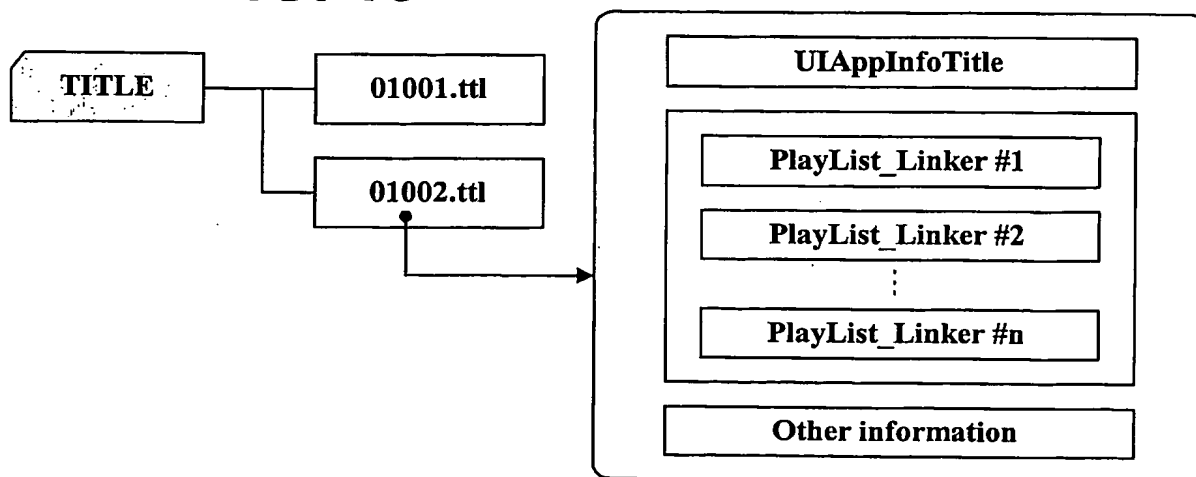 TITLE
01001.ttl
01002.ttl
UIAppInfoTitle
PlayList_Linker #1
PlayList_Linker #2
PlayList_Linker #n
Other information